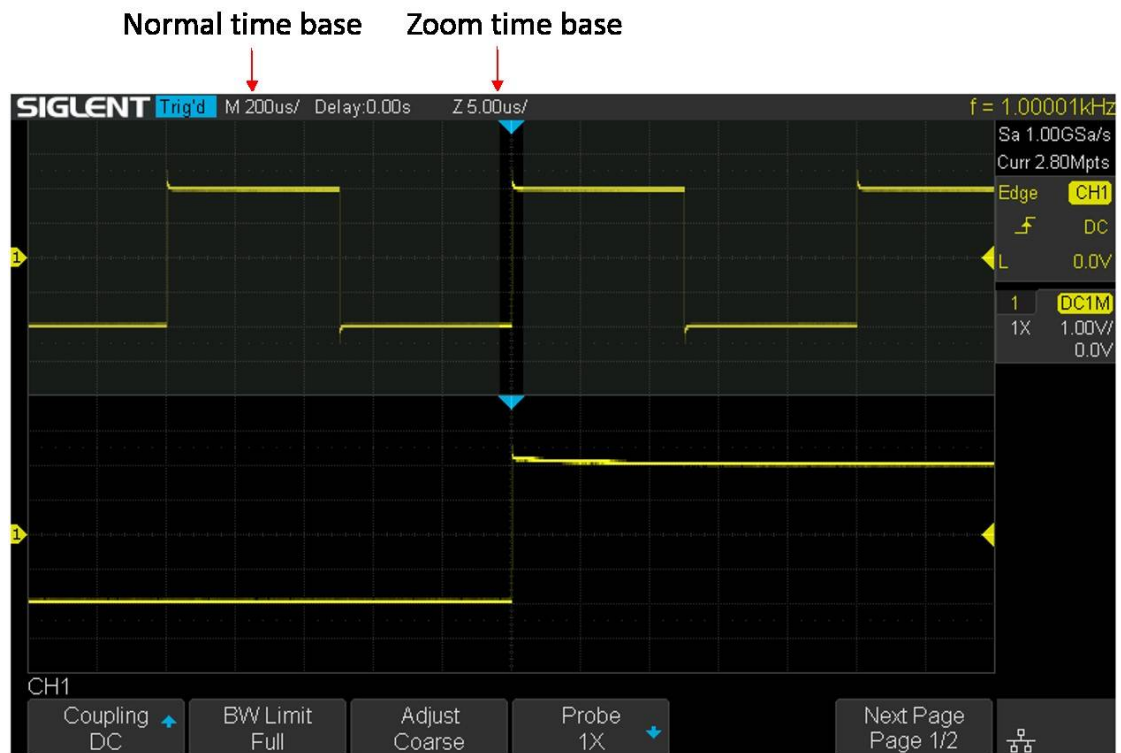 Normal time base Zoom time base
SIGLENT Trig'd M 200us/ Delay:0.00s Z 5.00us/ f = 1.00001kHz
Sa 1.00GSa/s
Curr 2.80Mpts
Edge CH1
DC
L 0.0V
1 DC1M
1X 1.00V/
0.0V
1
1
CH1
Coupling BW Limit Adjust Probe Next Page
DC Full Coarse 1X Page 1/2